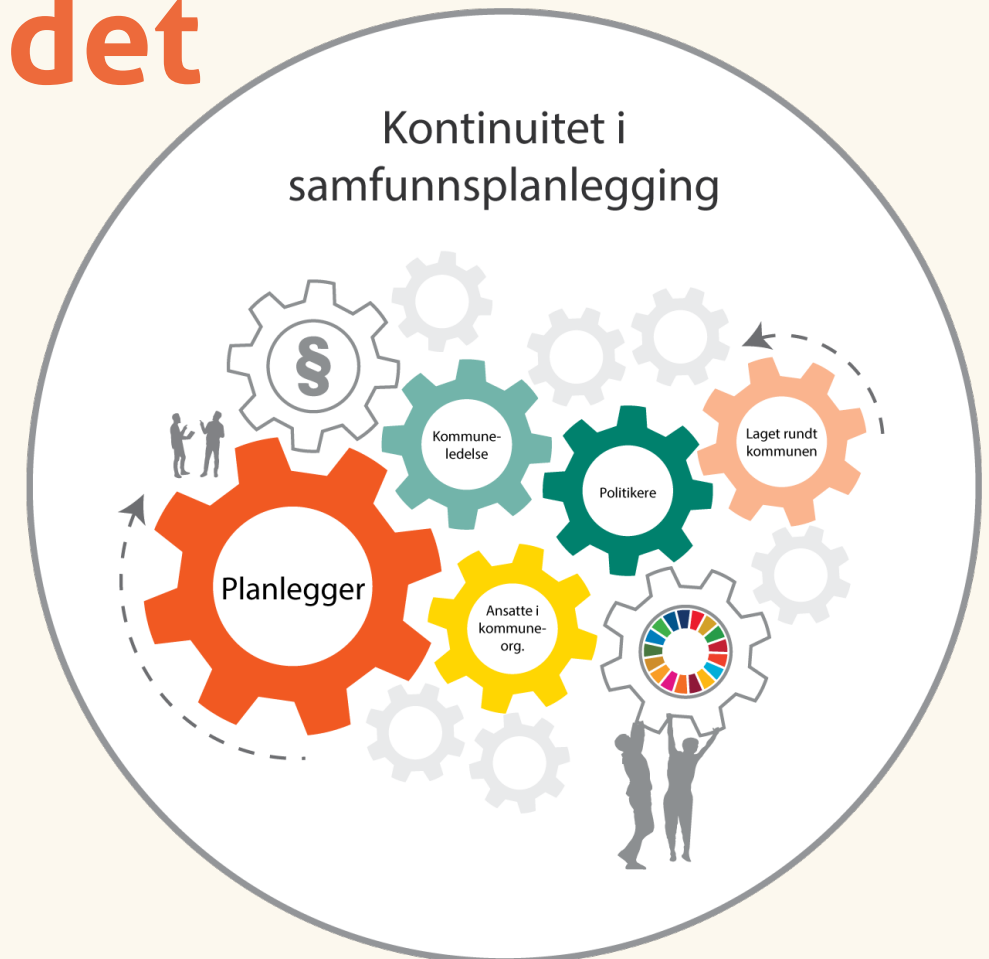 det
Kontinuitet i
samfunnsplanlegging
§
Kommune-
ledelse
Politikere
Laget rundt
kommunen
Planlegger
Ansatte i
kommune-
org.